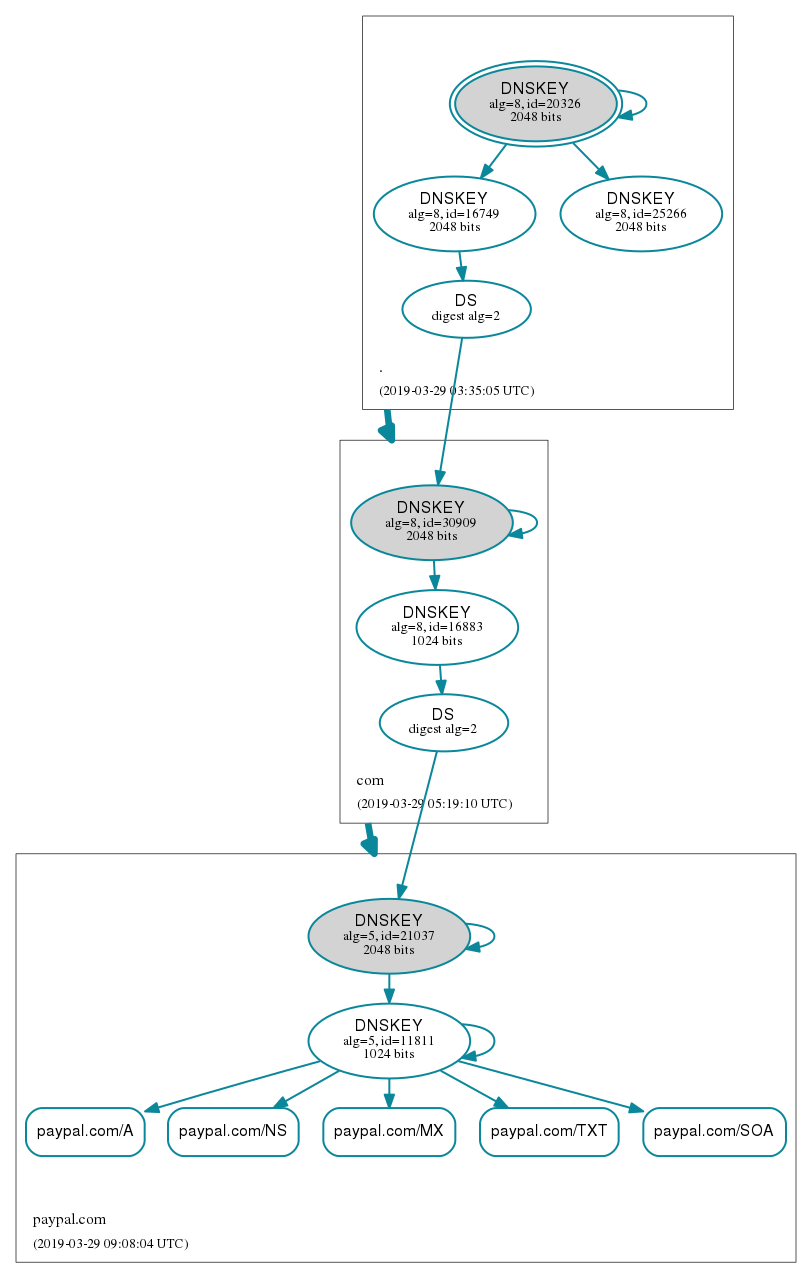 DNSKEY
alg=8, id=20326
2048 bits
DNSKEY
alg=8, id=16749
2048 bits
DNSKEY
alg=8, id=25266
2048 bits
DS
digest alg=2
.
(2019-03-29 03:35:05 UTC)
DNSKEY
alg=8, id=30909
2048 bits
DNSKEY
alg=8, id=16883
1024 bits
DS
digest alg=2
com
(2019-03-29 05:19:10 UTC)
DNSKEY
alg=5, id=21037
2048 bits
DNSKEY
alg=5, id=11811
1024 bits
paypal.com/A
paypal.com/NS
paypal.com/MX
paypal.com/TXT
paypal.com/SOA
paypal.com
(2019-03-29 09:08:04 UTC)